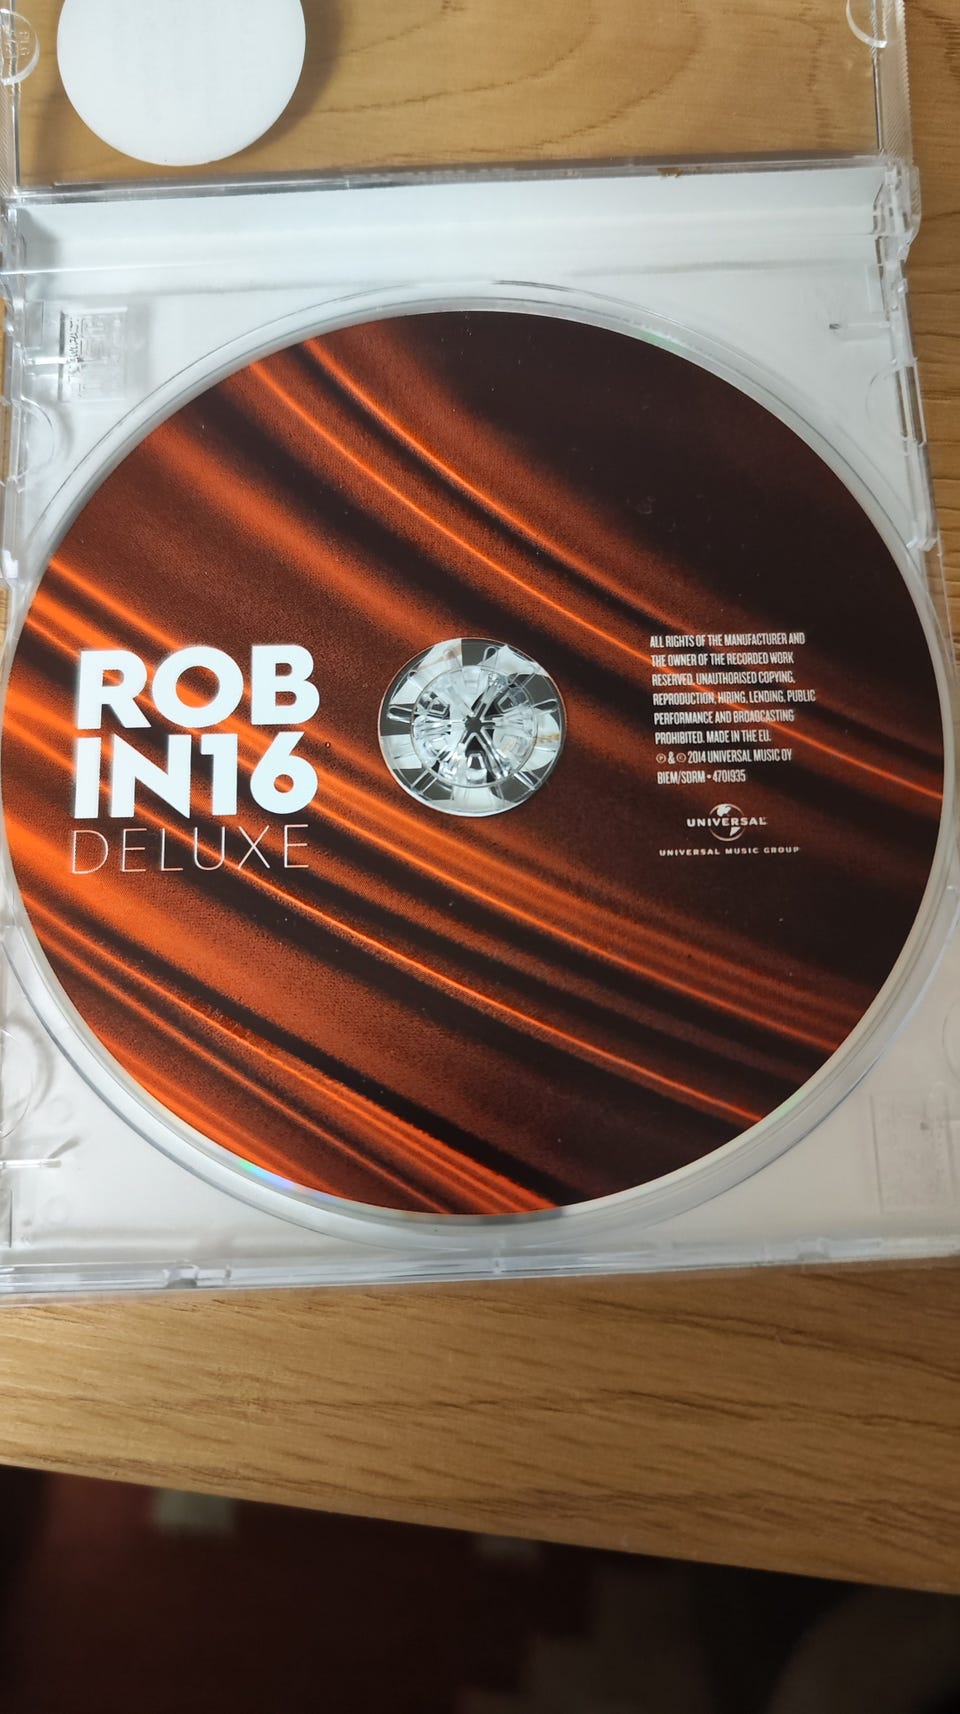 ROB
IN16
DELUXE
ALL RIGHTS OF THE MANUFACTURER AND
THE OWNER OF THE RECORDED WORK
RESERVED. UNAUTHORISED COPYING,
REPRODUCTION, HIRING, LENDING, PUBLIC
PERFORMANCE AND BROADCASTING
PROHIBITED. MADE IN THE EU.
℗ & © 2014 UNIVERSAL MUSIC OY
BIEM/SDRM • 4701935
UNIVERSAL
UNIVERSAL MUSIC GROUP